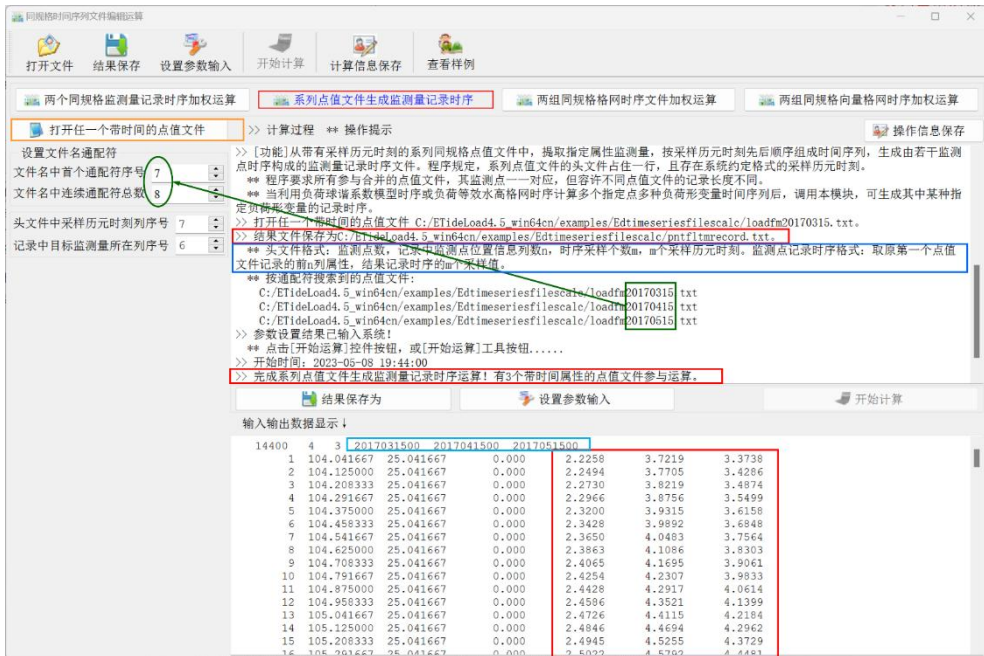 同规格时间序列文件编辑运算
打开文件 结果保存 设置参数输入 开始计算 计算信息保存 查看样例
两个同规格监测量记录时序加权运算 系列点值文件生成监测量记录时序 两组同规格格网时序文件加权运算 两组同规格向量格网时序加权运算
打开任一个带时间的点值文件 >> 计算过程 ** 操作提示 操作信息保存
设置文件名通配符
文件名中首个通配符序号 7
文件名中连续通配符总数 8
头文件中采样历元时刻列序号 7
记录中目标监测量所在列序号 6
>> [功能]从带有采样历元时刻的系列同规格点值文件中，提取指定属性监测量，按采样历元时刻先后顺序组成时间序列，生成由若干监测
点时序构成的监测量记录时序文件。程序规定，系列点值文件的头文件占住一行，且存在系统约定格式的采样历元时刻。
** 程序要求所有参与合并的点值文件，其监测点一一对应，但容许不同点值文件的记录长度不同。
** 当利用负荷球谐系数模型时序或负荷等效水高格网时序计算多个指定点多种负荷形变量时间序列后，调用本模块，可生成其中某种指
定负荷形变量的记录时序。
>> 打开任一个带时间的点值文件 C:/ETideLoad4.5_win64cn/examples/Edtimeseriesfilescalc/loadfm20170315.txt。
>> 结果文件保存为C:/ETideLoad4.5_win64cn/examples/Edtimeseriesfilescalc/pntfltmrecord.txt。
** 头文件格式：监测点数，记录中监测点位置信息列数n，时序采样个数m，m个采样历元时刻。监测点记录时序格式：取原第一个点值
文件记录的前n列属性，结果记录时序的m个采样值。
** 按通配符搜索到的点值文件：
C:/ETideLoad4.5_win64cn/examples/Edtimeseriesfilescalc/loadfm20170315.txt
C:/ETideLoad4.5_win64cn/examples/Edtimeseriesfilescalc/loadfm20170415.txt
C:/ETideLoad4.5_win64cn/examples/Edtimeseriesfilescalc/loadfm20170515.txt
>> 参数设置结果已输入系统！
** 点击[开始运算]控件按钮，或[开始运算]工具按钮......
>> 开始时间：2023-05-08 19:44:00
>> 完成系列点值文件生成监测量记录时序运算！有3个带时间属性的点值文件参与运算。
结果保存为 设置参数输入 开始计算
输入输出数据显示↓
14400 4 3 2017031500 2017041500 2017051500
1 104.041667 25.041667 0.000 2.2258 3.7219 3.3738
2 104.125000 25.041667 0.000 2.2494 3.7705 3.4286
3 104.208333 25.041667 0.000 2.2730 3.8219 3.4874
4 104.291667 25.041667 0.000 2.2966 3.8756 3.5499
5 104.375000 25.041667 0.000 2.3200 3.9315 3.6158
6 104.458333 25.041667 0.000 2.3428 3.9892 3.6848
7 104.541667 25.041667 0.000 2.3650 4.0483 3.7564
8 104.625000 25.041667 0.000 2.3863 4.1086 3.8303
9 104.708333 25.041667 0.000 2.4065 4.1695 3.9061
10 104.791667 25.041667 0.000 2.4254 4.2307 3.9833
11 104.875000 25.041667 0.000 2.4428 4.2917 4.0614
12 104.958333 25.041667 0.000 2.4586 4.3521 4.1399
13 105.041667 25.041667 0.000 2.4726 4.4115 4.2184
14 105.125000 25.041667 0.000 2.4846 4.4694 4.2962
15 105.208333 25.041667 0.000 2.4945 4.5255 4.3729
16 105.291667 25.041667 0.000 2.5022 4.5792 4.4481